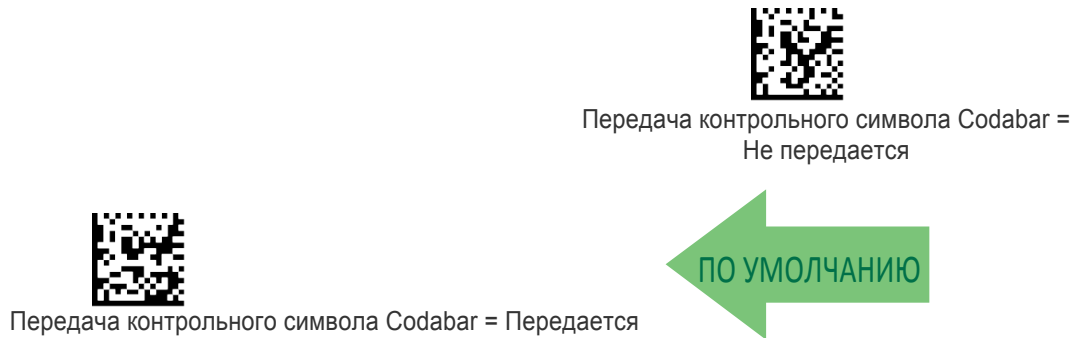 Передача контрольного символа Codabar =
Не передается
ПО УМОЛЧАНИЮ
Передача контрольного символа Codabar = Передается